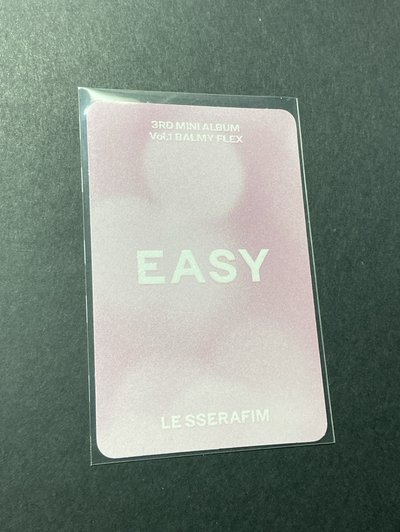 3RD MINI ALBUM
Vol.1 BALMY FLEX
EASY
LE SSERAFIM